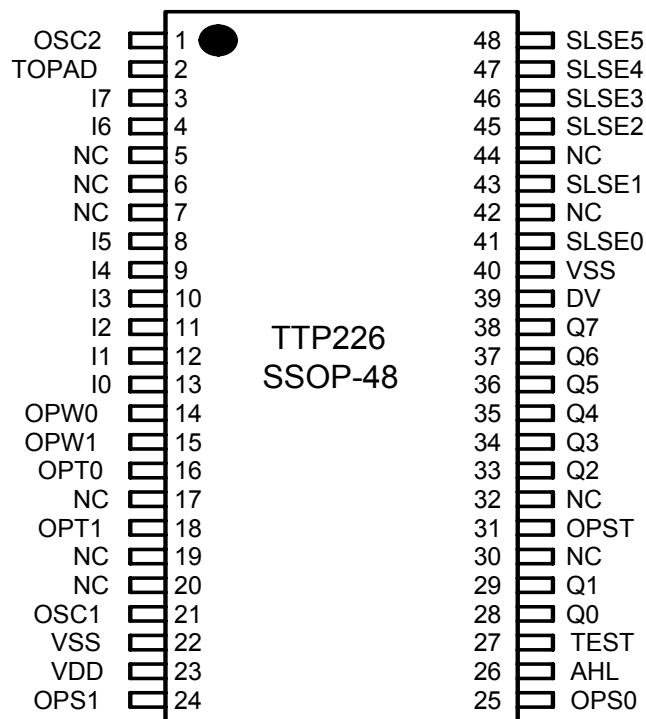 OSC2 1 48 SLSE5
TOPAD 2 47 SLSE4
I7 3 46 SLSE3
I6 4 45 SLSE2
NC 5 44 NC
NC 6 43 SLSE1
NC 7 42 NC
I5 8 41 SLSE0
I4 9 40 VSS
I3 10 39 DV
I2 11 38 Q7
I1 12 37 Q6
I0 13 36 Q5
OPW0 14 35 Q4
OPW1 15 34 Q3
OPT0 16 33 Q2
NC 17 32 NC
OPT1 18 31 OPST
NC 19 30 NC
NC 20 29 Q1
OSC1 21 28 Q0
VSS 22 27 TEST
VDD 23 26 AHL
OPS1 24 25 OPS0
TTP226
SSOP-48